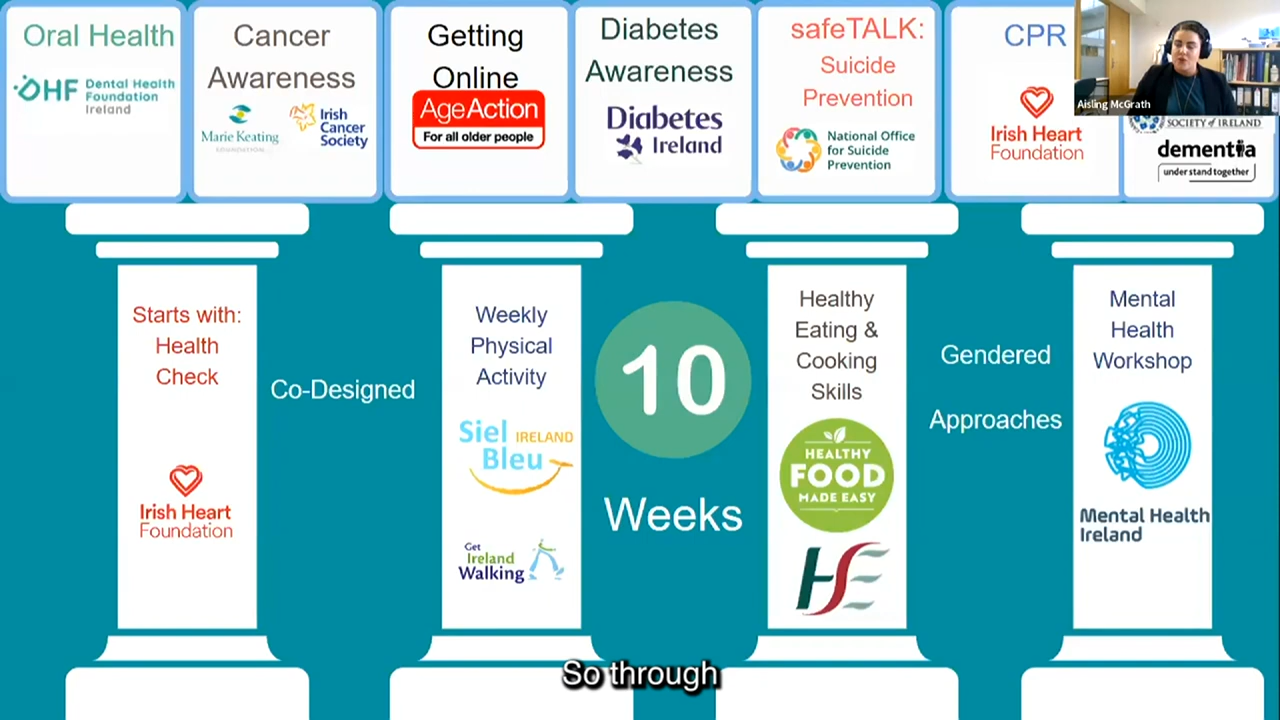 Oral Health
DHF Dental Health
Foundation
Ireland
Cancer
Awareness
Marie Keating
FOUNDATION
Irish
Cancer
Society
Getting
Online
AgeAction
For all older people
Diabetes
Awareness
Diabetes
Ireland
safeTALK:
Suicide
Prevention
National Office
for Suicide
Prevention
CPR
Irish Heart
Foundation
Aisling McGrath
SOCIETY of IRELAND
dementia
understand together
Starts with:
Health
Check
Irish Heart
Foundation
Co-Designed
Weekly
Physical
Activity
Siel IRELAND
Bleu
Get
Ireland
Walking
10
Weeks
Healthy
Eating &
Cooking
Skills
HEALTHY
FOOD
MADE EASY
HSE
Gendered
Approaches
Mental
Health
Workshop
Mental Health
Ireland
So through